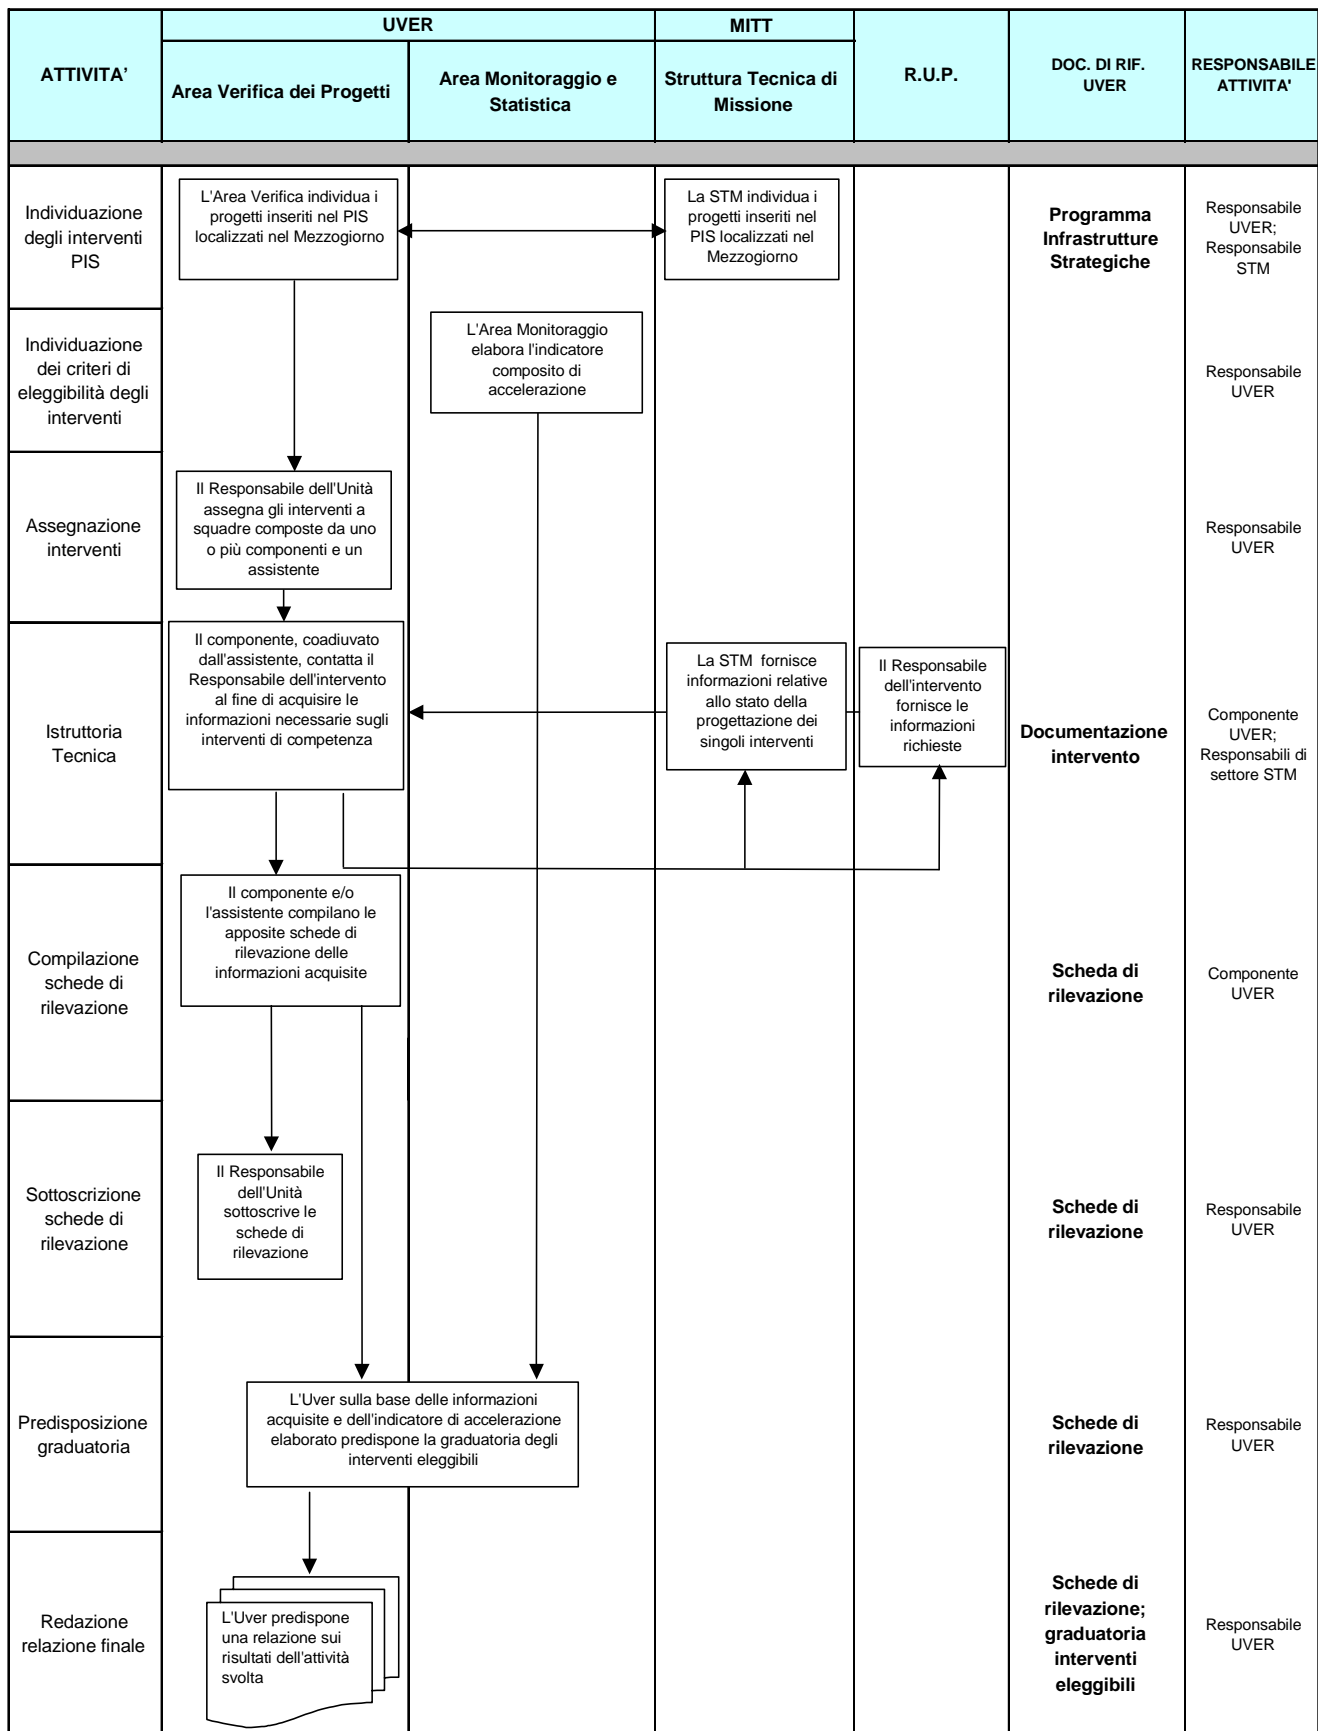 UVER
MITT
ATTIVITA’
Area Verifica dei Progetti
Area Monitoraggio e
Statistica
Struttura Tecnica di
Missione
R.U.P.
DOC. DI RIF.
UVER
RESPONSABILE
ATTIVITA'
Individuazione
degli interventi
PIS
L'Area Verifica individua i
progetti inseriti nel PIS
localizzati nel Mezzogiorno
La STM individua i
progetti inseriti nel
PIS localizzati nel
Mezzogiorno
Programma
Infrastrutture
Strategiche
Responsabile
UVER;
Responsabile
STM
Individuazione
dei criteri di
eleggibilità degli
interventi
L'Area Monitoraggio
elabora l'indicatore
composito di
accelerazione
Responsabile
UVER
Assegnazione
interventi
Il Responsabile dell'Unità
assegna gli interventi a
squadre composte da uno
o più componenti e un
assistente
Responsabile
UVER
Istruttoria
Tecnica
Il componente, coadiuvato
dall'assistente, contatta il
Responsabile dell'intervento
al fine di acquisire le
informazioni necessarie sugli
interventi di competenza
La STM fornisce
informazioni relative
allo stato della
progettazione dei
singoli interventi
Il Responsabile
dell'intervento
fornisce le
informazioni
richieste
Documentazione
intervento
Componente
UVER;
Responsabili di
settore STM
Compilazione
schede di
rilevazione
Il componente e/o
l'assistente compilano le
apposite schede di
rilevazione delle
informazioni acquisite
Scheda di
rilevazione
Componente
UVER
Sottoscrizione
schede di
rilevazione
Il Responsabile
dell'Unità
sottoscrive le
schede di
rilevazione
Schede di
rilevazione
Responsabile
UVER
Predisposizione
graduatoria
L'Uver sulla base delle informazioni
acquisite e dell'indicatore di accelerazione
elaborato predispone la graduatoria degli
interventi eleggibili
Schede di
rilevazione
Responsabile
UVER
Redazione
relazione finale
L'Uver predispone
una relazione sui
risultati dell'attività
svolta
Schede di
rilevazione;
graduatoria
interventi
eleggibili
Responsabile
UVER